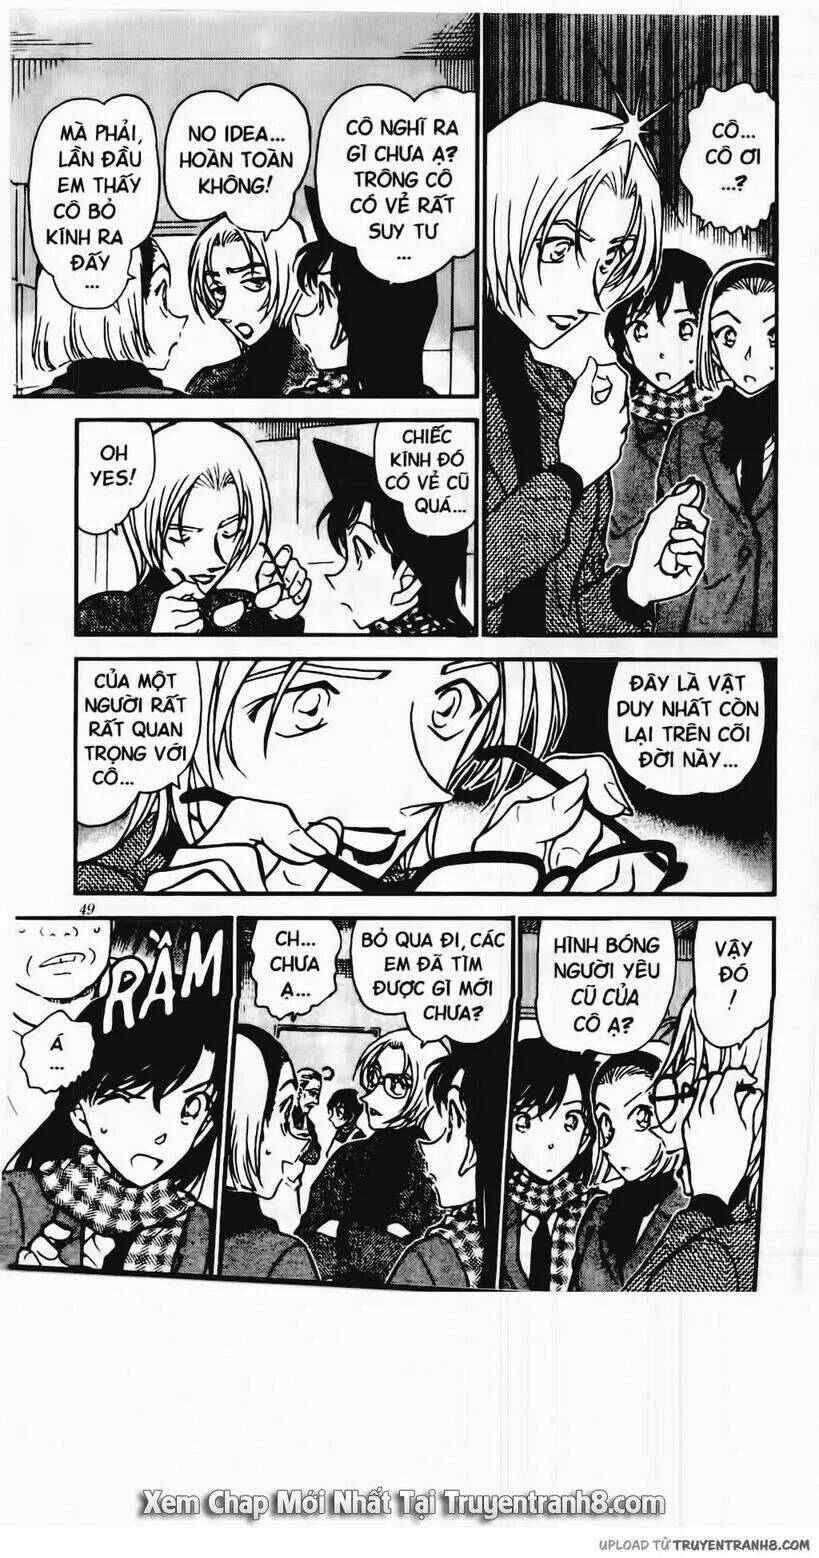 CÔ...
CÔ ƠI
...?
CÔ NGHĨ RA
GÌ CHƯA Ạ?
TRÔNG CÔ
CÓ VẺ RẤT
SUY TƯ
...
NO IDEA...
HOÀN TOÀN
KHÔNG!
MÀ PHẢI,
LẦN ĐẦU
EM THẤY
CÔ BỎ
KÍNH RA
ĐẤY
...
CHIẾC
KÍNH ĐÓ
CÓ VẺ CŨ
QUÁ...
OH
YES!
ĐÂY LÀ VẬT
DUY NHẤT CÒN
LẠI TRÊN CÕI
ĐỜI NÀY...
CỦA MỘT
NGƯỜI RẤT
RẤT QUAN
TRỌNG VỚI
CÔ...
49
VẬY
ĐÓ
!
HÌNH BÓNG
NGƯỜI YÊU
CŨ CỦA
CÔ Ạ?
BỎ QUA ĐI, CÁC
EM ĐÃ TÌM
ĐƯỢC GÌ MỚI
CHƯA?
CH...
CHƯA
Ạ...
RẦM
Á
...
Xem Chap Mới Nhất Tại Truyentranh8.com
UPLOAD TỪ TRUYENTRANH8.COM